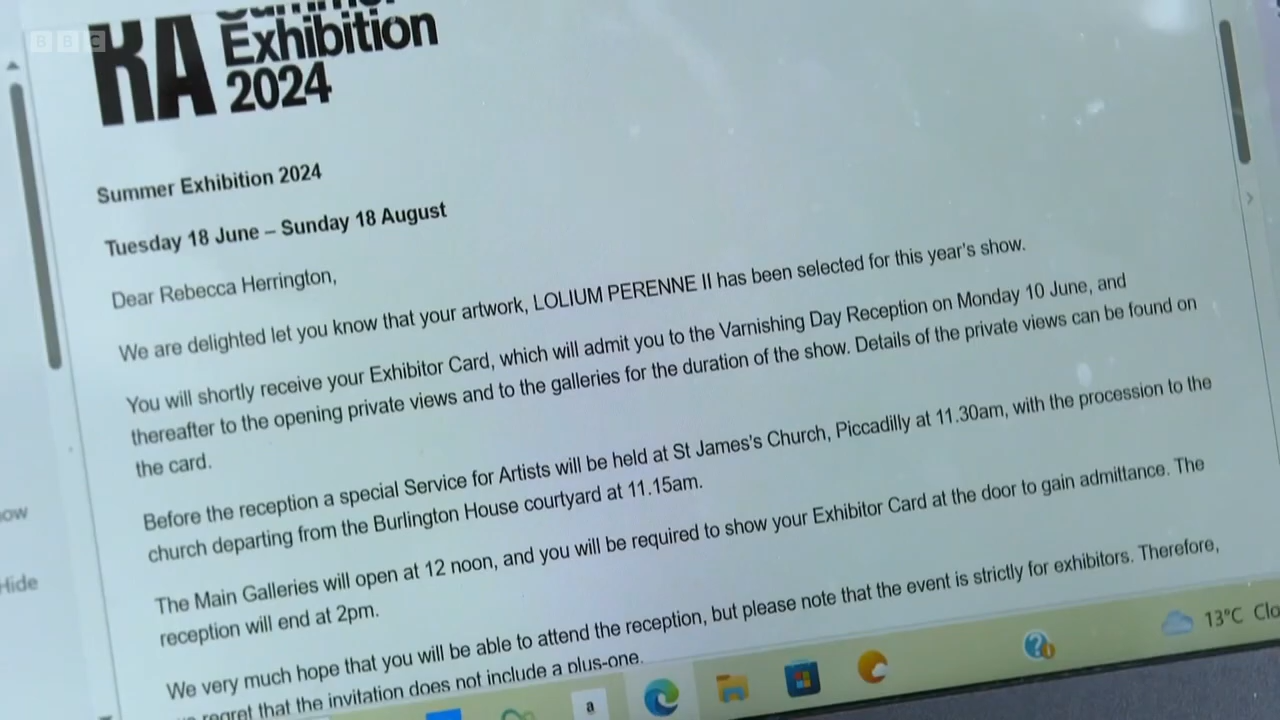 BBC
RA
Summer
Exhibition
2024
Summer Exhibition 2024
Tuesday 18 June – Sunday 18 August
Dear Rebecca Herrington,
We are delighted let you know that your artwork, LOLIUM PERENNE II has been selected for this year's show.
You will shortly receive your Exhibitor Card, which will admit you to the Varnishing Day Reception on Monday 10 June, and
thereafter to the opening private views and to the galleries for the duration of the show. Details of the private views can be found on
the card.
Before the reception a special Service for Artists will be held at St James's Church, Piccadilly at 11.30am, with the procession to the
church departing from the Burlington House courtyard at 11.15am.
The Main Galleries will open at 12 noon, and you will be required to show your Exhibitor Card at the door to gain admittance. The
reception will end at 2pm.
We very much hope that you will be able to attend the reception, but please note that the event is strictly for exhibitors. Therefore,
regret that the invitation does not include a plus-one.
ow
Hide
a
13°C Clo